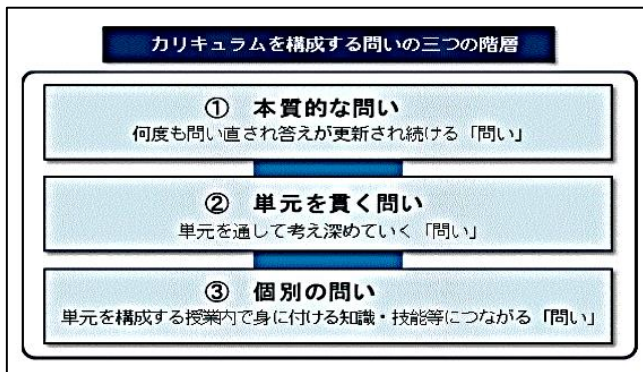 カリキュラムを構成する問いの三つの階層
① 本質的な問い
何度も問い直され答えが更新され続ける「問い」
② 単元を貫く問い
単元を通して考え深めていく「問い」
③ 個別の問い
単元を構成する授業内で身に付ける知識・技能等につながる「問い」